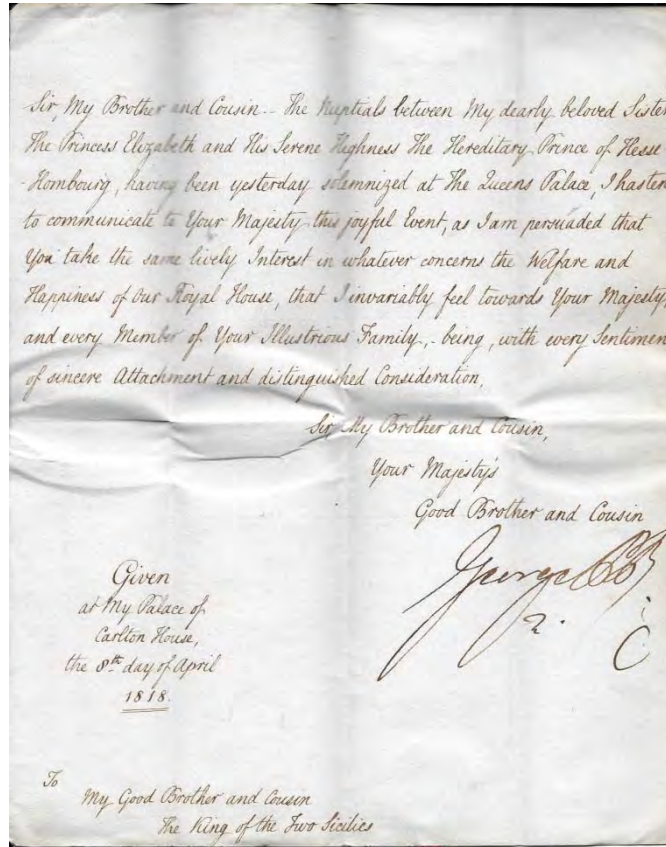 Sir, My Brother and Cousin -- The Nuptials between My dearly beloved Sister
The Princess Elizabeth and His Serene Highness The Hereditary Prince of Hesse
-Hombourg, having been yesterday solemnized at The Queens Palace, I hasten
to communicate to Your Majesty this joyful Event, as I am persuaded that
You take the same lively Interest in whatever concerns the Welfare and
Happiness of Our Royal House, that I invariably feel towards Your Majesty,
and every Member of Your Illustrious Family, - being, with every Sentimen
of sincere Attachment and distinguished Consideration,
Sir, My Brother and Cousin,
Your Majesty's
Good Brother and Cousin
George PR
Given
at My Palace of
Carlton House,
the 8th day of April
1818.
To
My Good Brother and Cousin
The King of the Two Sicilies